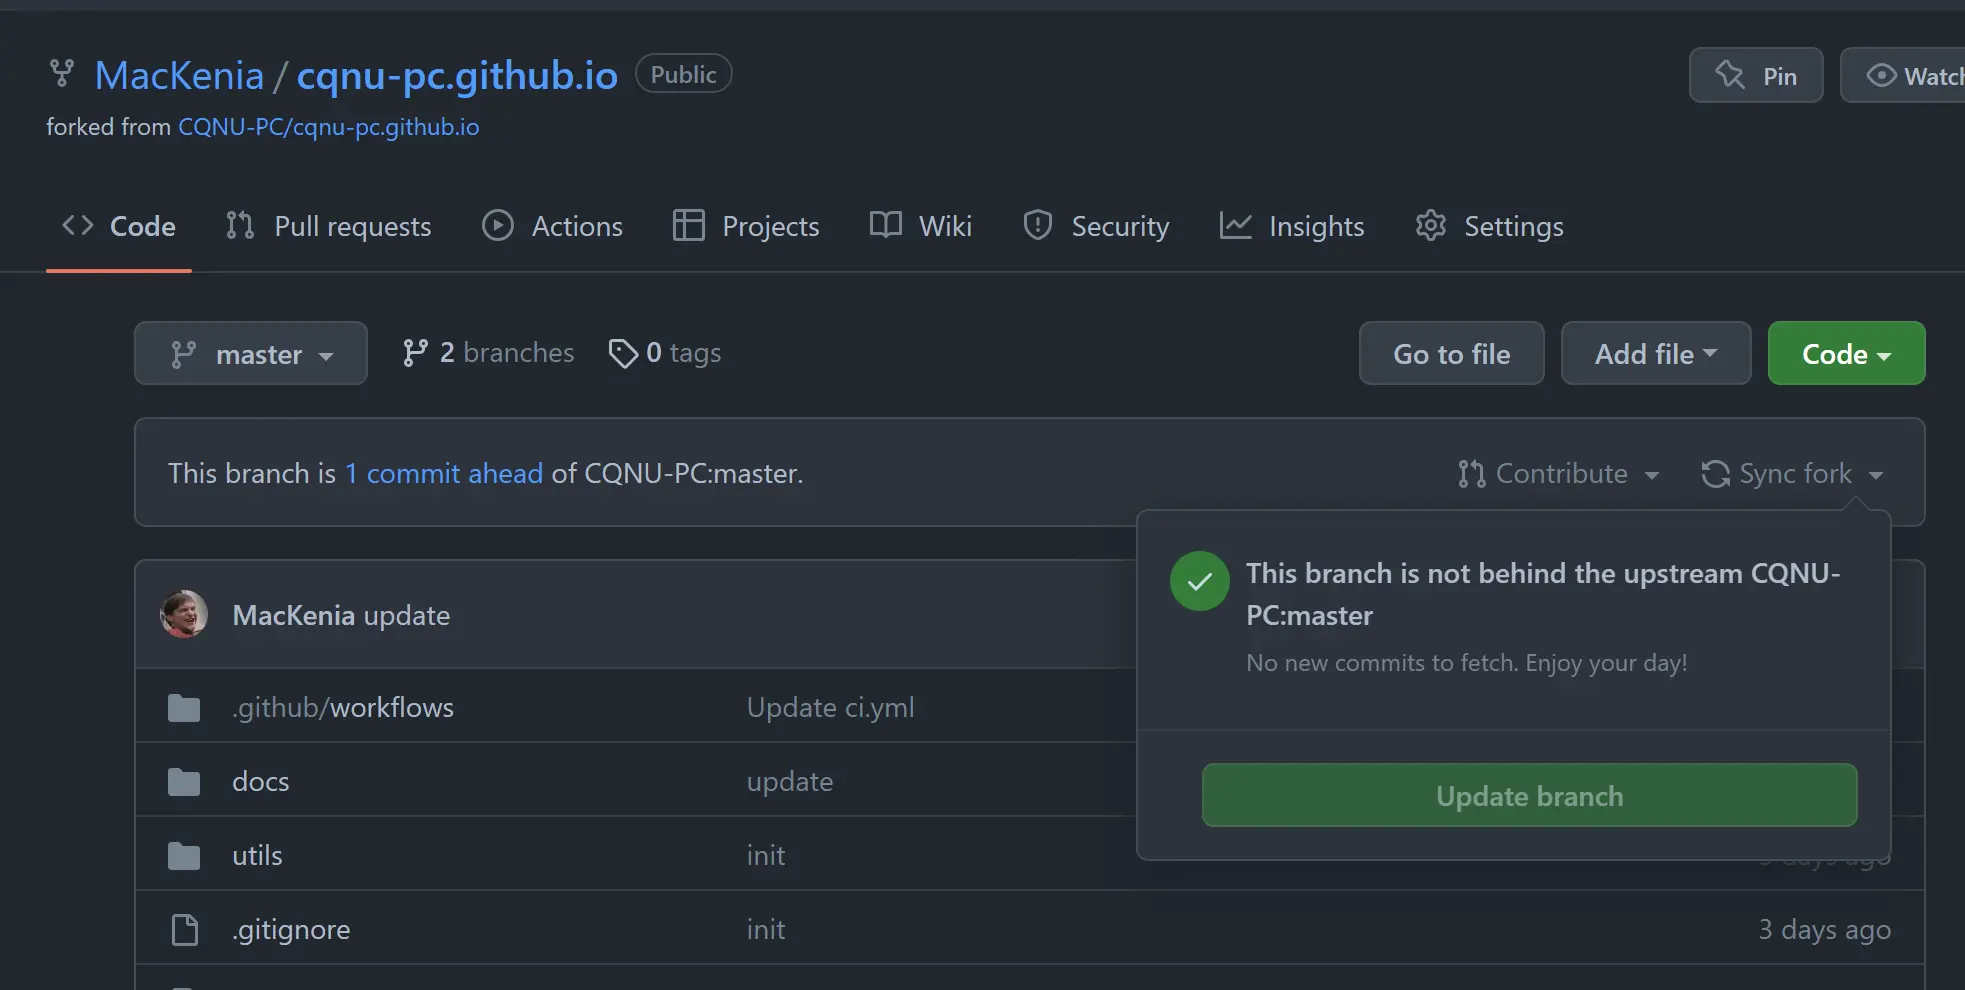 MacKenia / cqnu-pc.github.io Public
Pin
Watch
forked from CQNU-PC/cqnu-pc.github.io
Code
Pull requests
Actions
Projects
Wiki
Security
Insights
Settings
master
2 branches
0 tags
Go to file
Add file
Code
This branch is 1 commit ahead of CQNU-PC:master.
Contribute
Sync fork
This branch is not behind the upstream CQNU-
PC:master
No new commits to fetch. Enjoy your day!
Update branch
MacKenia update
.github/workflows
Update ci.yml
docs
update
utils
init
days ago
.gitignore
init
3 days ago